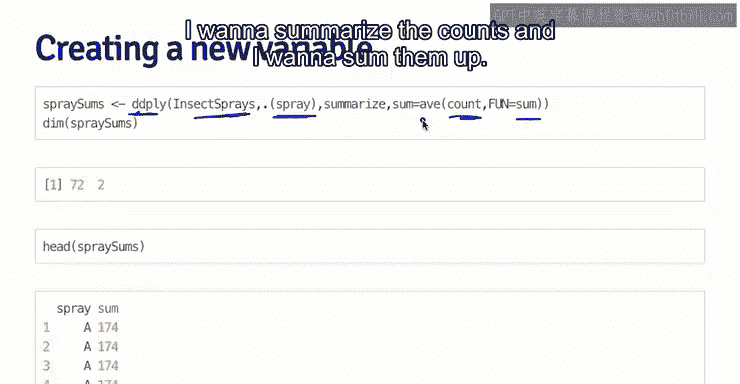 I wanna summarize the counts and
I wanna sum them up.
Creating a new variable
spraySums <- ddply(InsectSprays,.(spray),summarize,sum=ave(count,FUN=sum))
dim(spraySums)
[1] 72 2
head(spraySums)
spray sum
1 A 174
2 A 174
3 A 174